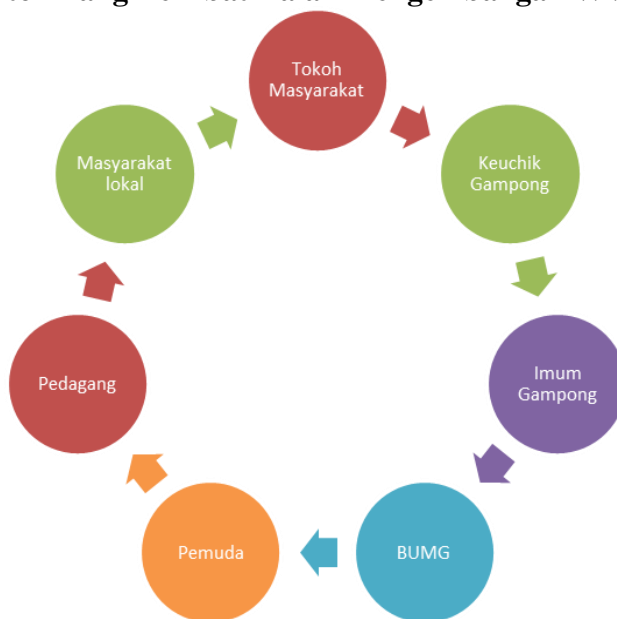 Tokoh
Masyarakat
Keuchik
Gampong
Imum
Gampong
BUMG
Pemuda
Pedagang
Masyarakat
lokal